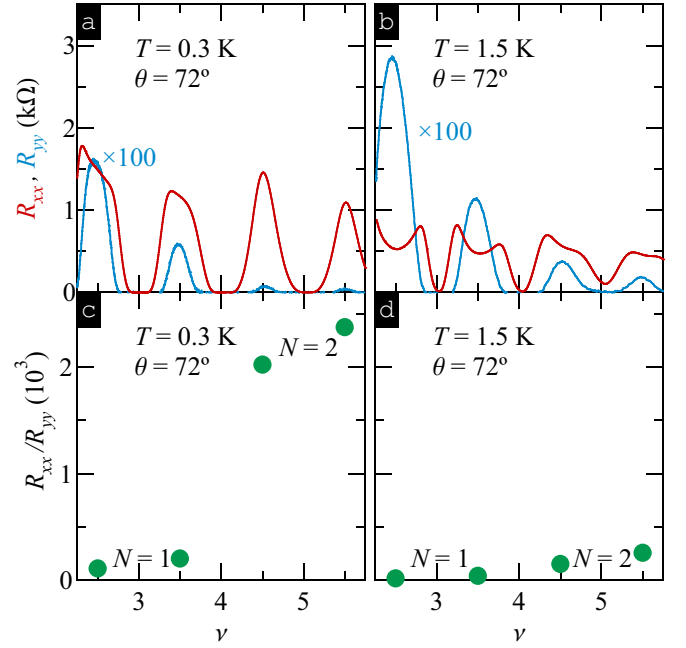 a
T = 0.3 K
θ = 72º
×100
R_xx, R_yy (kΩ)
3
2
1
0
b
T = 1.5 K
θ = 72º
×100
c
T = 0.3 K
θ = 72º
N = 2
N = 1
R_xx/R_yy (10^3)
2
1
0
3
4
5
ν
d
T = 1.5 K
θ = 72º
N = 1
N = 2
3
4
5
ν